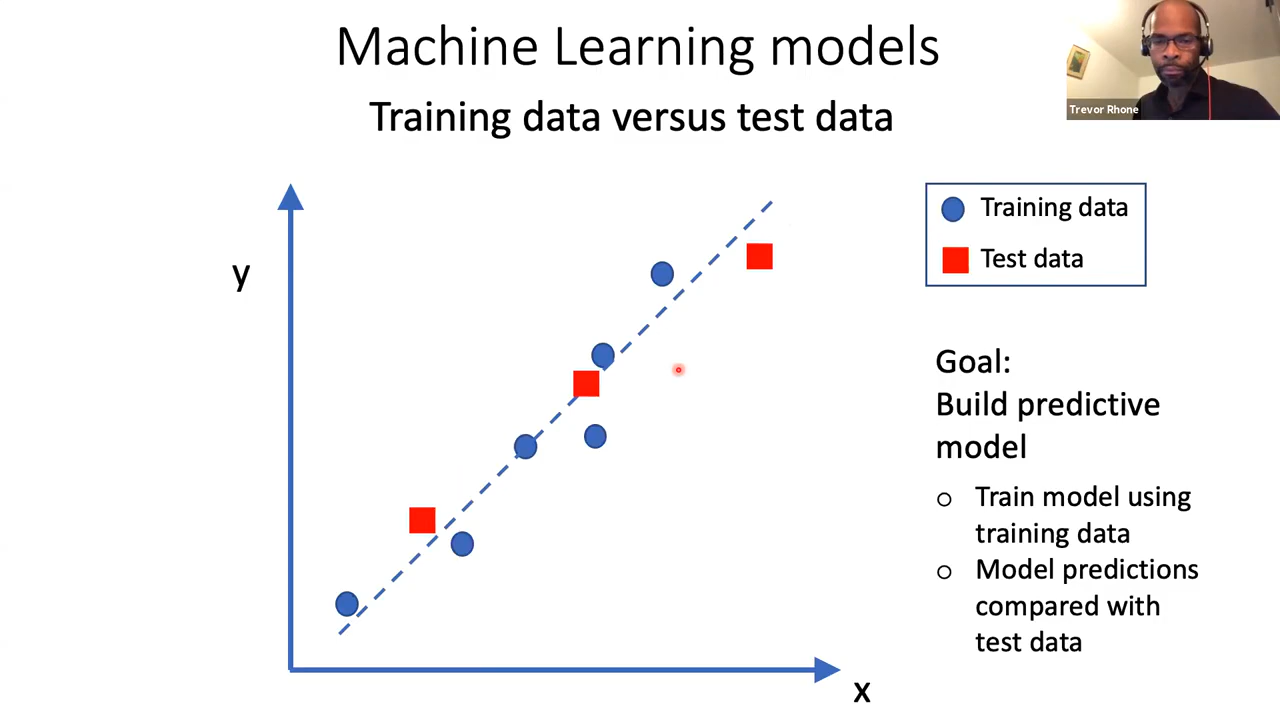 Machine Learning models
Training data versus test data
Trevor Rhone
y
x
Training data
Test data
Goal:
Build predictive
model
o Train model using
training data
o Model predictions
compared with
test data